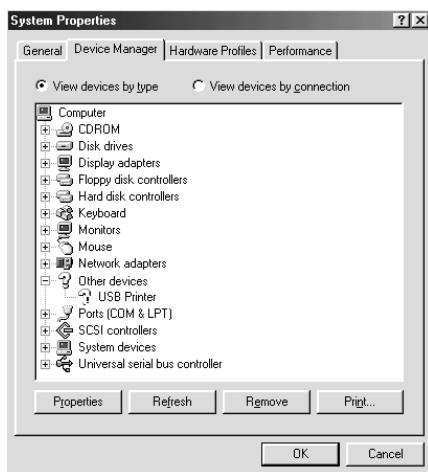 System Properties
General Device Manager Hardware Profiles Performance
View devices by type View devices by connection
Computer
CDROM
Disk drives
Display adapters
Floppy disk controllers
Hard disk controllers
Keyboard
Monitors
Mouse
Network adapters
Other devices
USB Printer
Ports (COM & LPT)
SCSI controllers
System devices
Universal serial bus controller
Properties Refresh Remove Print...
OK Cancel